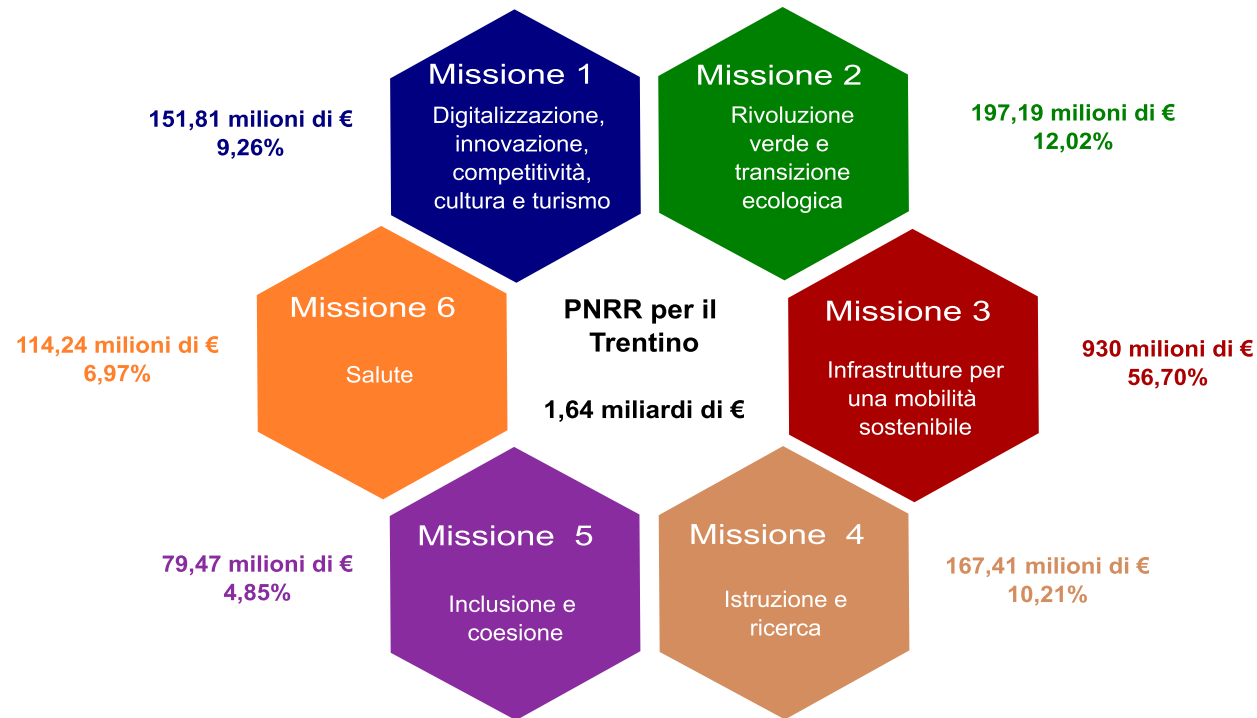 Missione 1
Digitalizzazione,
innovazione,
competitività,
cultura e turismo
151,81 milioni di €
9,26%
Missione 2
Rivoluzione
verde e
transizione
ecologica
197,19 milioni di €
12,02%
Missione 6
Salute
114,24 milioni di €
6,97%
PNRR per il
Trentino
1,64 miliardi di €
Missione 3
Infrastrutture per
una mobilità
sostenibile
930 milioni di €
56,70%
Missione 5
Inclusione e
coesione
79,47 milioni di €
4,85%
Missione 4
Istruzione e
ricerca
167,41 milioni di €
10,21%